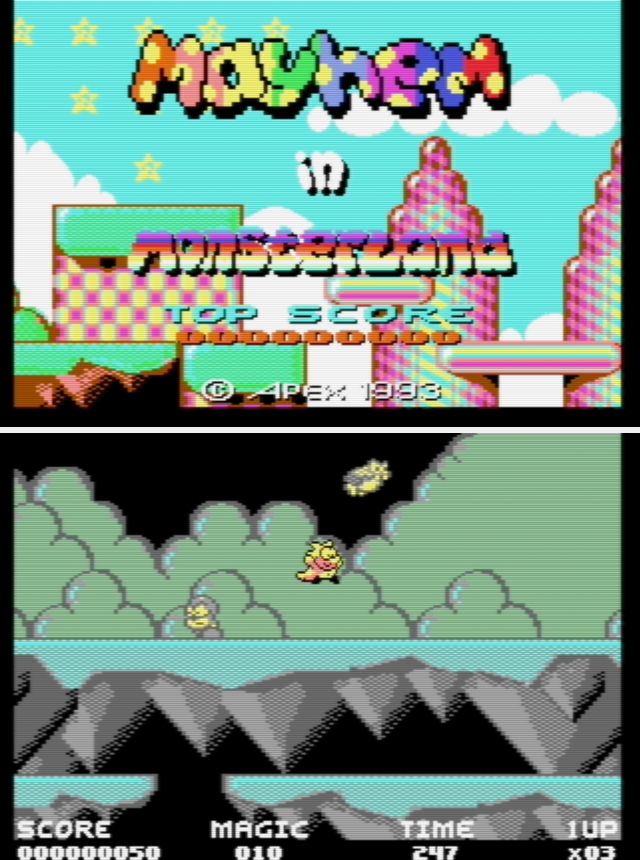 Mayhem
in
Monsterland
TOP SCORE
0000000000
© APEX 1993
SCORE MAGIC TIME 1UP
000000050 010 247 x03